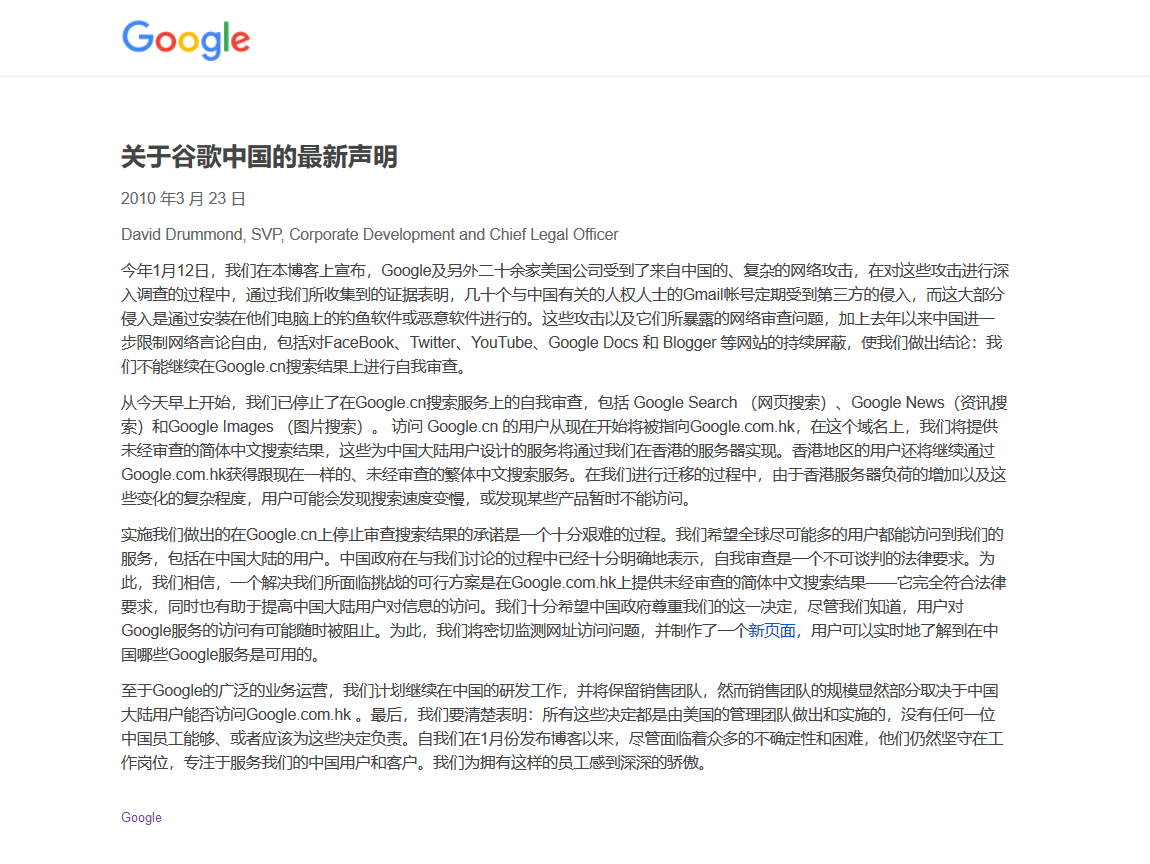 Google
关于谷歌中国的最新声明
2010 年3 月 23 日
David Drummond, SVP, Corporate Development and Chief Legal Officer
今年1月12日，我们在本博客上宣布，Google及另外二十余家美国公司受到了来自中国的、复杂的网络攻击，在对这些攻击进行深
入调查的过程中，通过我们所收集到的证据表明，几十个与中国有关的人权人士的Gmail帐号定期受到第三方的侵入，而这大部分
侵入是通过安装在他们电脑上的钓鱼软件或恶意软件进行的。这些攻击以及它们所暴露的网络审查问题，加上去年以来中国进一
步限制网络言论自由，包括对FaceBook、Twitter、YouTube、Google Docs 和 Blogger 等网站的持续屏蔽，使我们做出结论：我
们不能继续在Google.cn搜索结果上进行自我审查。
从今天早上开始，我们已停止了在Google.cn搜索服务上的自我审查，包括 Google Search （网页搜索）、Google News（资讯搜
索）和Google Images （图片搜索）。 访问 Google.cn 的用户从现在开始将被指向Google.com.hk，在这个域名上，我们将提供
未经审查的简体中文搜索结果，这些为中国大陆用户设计的服务将通过我们在香港的服务器实现。香港地区的用户还将继续通过
Google.com.hk获得跟现在一样的、未经审查的繁体中文搜索服务。在我们进行迁移的过程中，由于香港服务器负荷的增加以及这
些变化的复杂程度，用户可能会发现搜索速度变慢，或发现某些产品暂时不能访问。
实施我们做出的在Google.cn上停止审查搜索结果的承诺是一个十分艰难的过程。我们希望全球尽可能多的用户都能访问到我们的
服务，包括在中国大陆的用户。中国政府在与我们讨论的过程中已经十分明确地表示，自我审查是一个不可谈判的法律要求。为
此，我们相信，一个解决我们所面临挑战的可行方案是在Google.com.hk上提供未经审查的简体中文搜索结果——它完全符合法律
要求，同时也有助于提高中国大陆用户对信息的访问。我们十分希望中国政府尊重我们的这一决定，尽管我们知道，用户对
Google服务的访问有可能随时被阻止。为此，我们将密切监测网址访问问题，并制作了一个新页面，用户可以实时地了解到在中
国哪些Google服务是可用的。
至于Google的广泛的业务运营，我们计划继续在中国的研发工作，并将保留销售团队，然而销售团队的规模显然部分取决于中国
大陆用户能否访问Google.com.hk 。最后，我们要清楚表明：所有这些决定都是由美国的管理团队做出和实施的，没有任何一位
中国员工能够、或者应该为这些决定负责。自我们在1月份发布博客以来，尽管面临着众多的不确定性和困难，他们仍然坚守在工
作岗位，专注于服务我们的中国用户和客户。我们为拥有这样的员工感到深深的骄傲。
Google